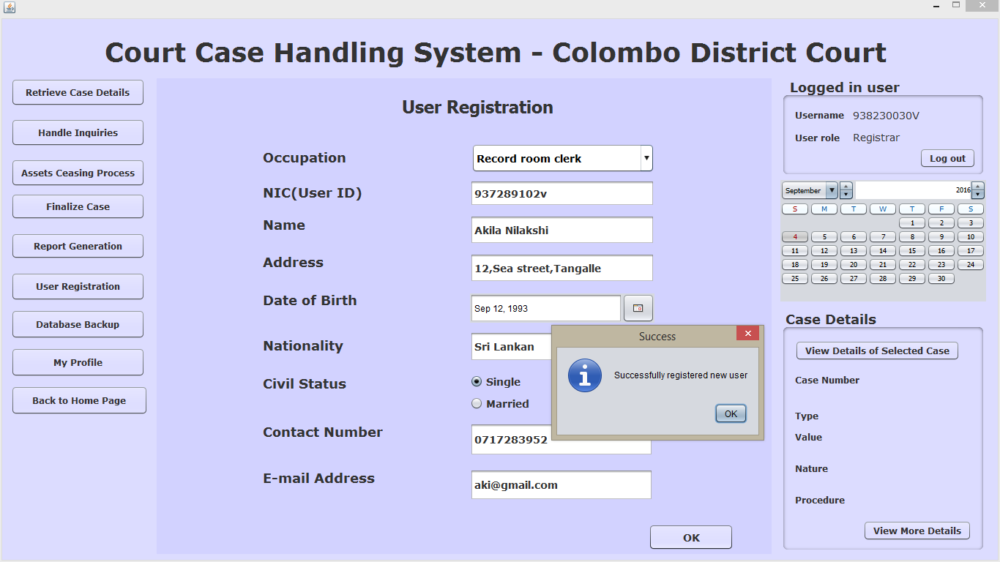 Court Case Handling System - Colombo District Court
Retrieve Case Details
Handle Inquiries
Assets Ceasing Process
Finalize Case
Report Generation
User Registration
Database Backup
My Profile
Back to Home Page
User Registration
Occupation Record room clerk
NIC(User ID) 937289102v
Name Akila Nilakshi
Address 12,Sea street,Tangalle
Date of Birth Sep 12, 1993
Nationality Sri Lankan
Civil Status Single
Married
Contact Number 0717283952
E-mail Address aki@gmail.com
OK
Success
Successfully registered new user
OK
Logged in user
Username 938230030V
User role Registrar
Log out
September 2016
S M T W T F S
1 2 3
4 5 6 7 8 9 10
11 12 13 14 15 16 17
18 19 20 21 22 23 24
25 26 27 28 29 30
Case Details
View Details of Selected Case
Case Number
Type
Value
Nature
Procedure
View More Details